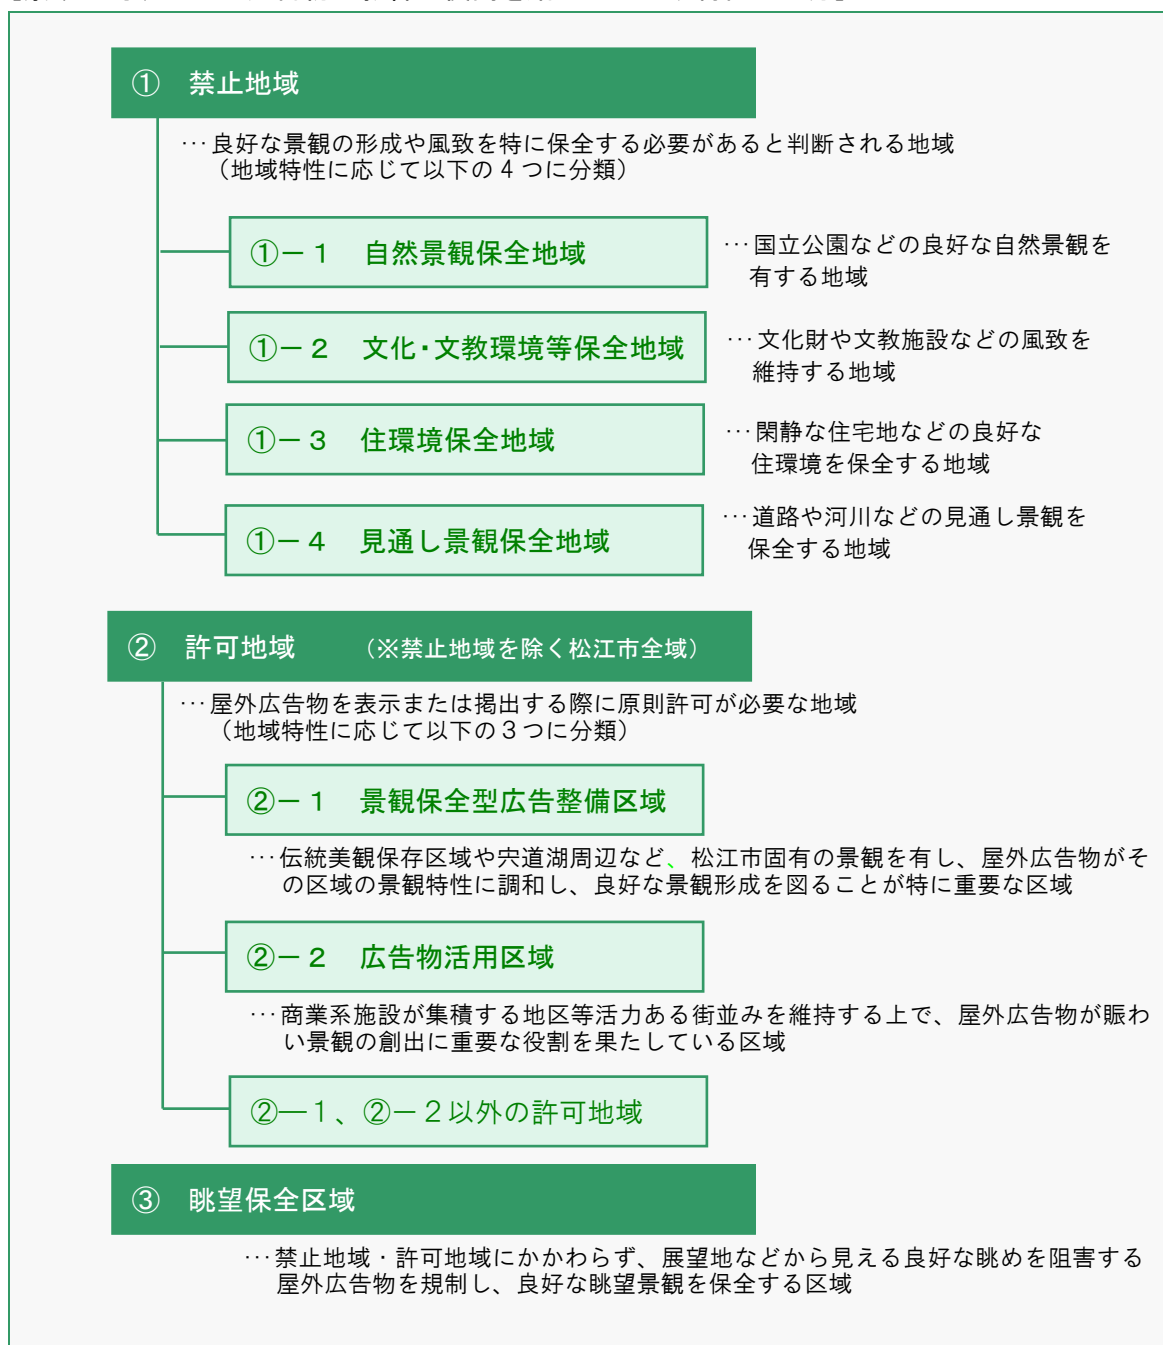 ① 禁止地域
…良好な景観の形成や風致を特に保全する必要があると判断される地域
（地域特性に応じて以下の４つに分類）
①－１ 自然景観保全地域
…国立公園などの良好な自然景観を
有する地域
①－２ 文化・文教環境等保全地域
…文化財や文教施設などの風致を
維持する地域
①－３ 住環境保全地域
…閑静な住宅地などの良好な
住環境を保全する地域
①－４ 見通し景観保全地域
…道路や河川などの見通し景観を
保全する地域
② 許可地域 （※禁止地域を除く松江市全域）
…屋外広告物を表示または掲出する際に原則許可が必要な地域
（地域特性に応じて以下の３つに分類）
②－１ 景観保全型広告整備区域
…伝統美観保存区域や宍道湖周辺など、松江市固有の景観を有し、屋外広告物がそ
の区域の景観特性に調和し、良好な景観形成を図ることが特に重要な区域
②－２ 広告物活用区域
…商業系施設が集積する地区等活力ある街並みを維持する上で、屋外広告物が賑わ
い景観の創出に重要な役割を果たしている区域
②―１、②－２以外の許可地域
③ 眺望保全区域
…禁止地域・許可地域にかかわらず、展望地などから見える良好な眺めを阻害する
屋外広告物を規制し、良好な眺望景観を保全する区域